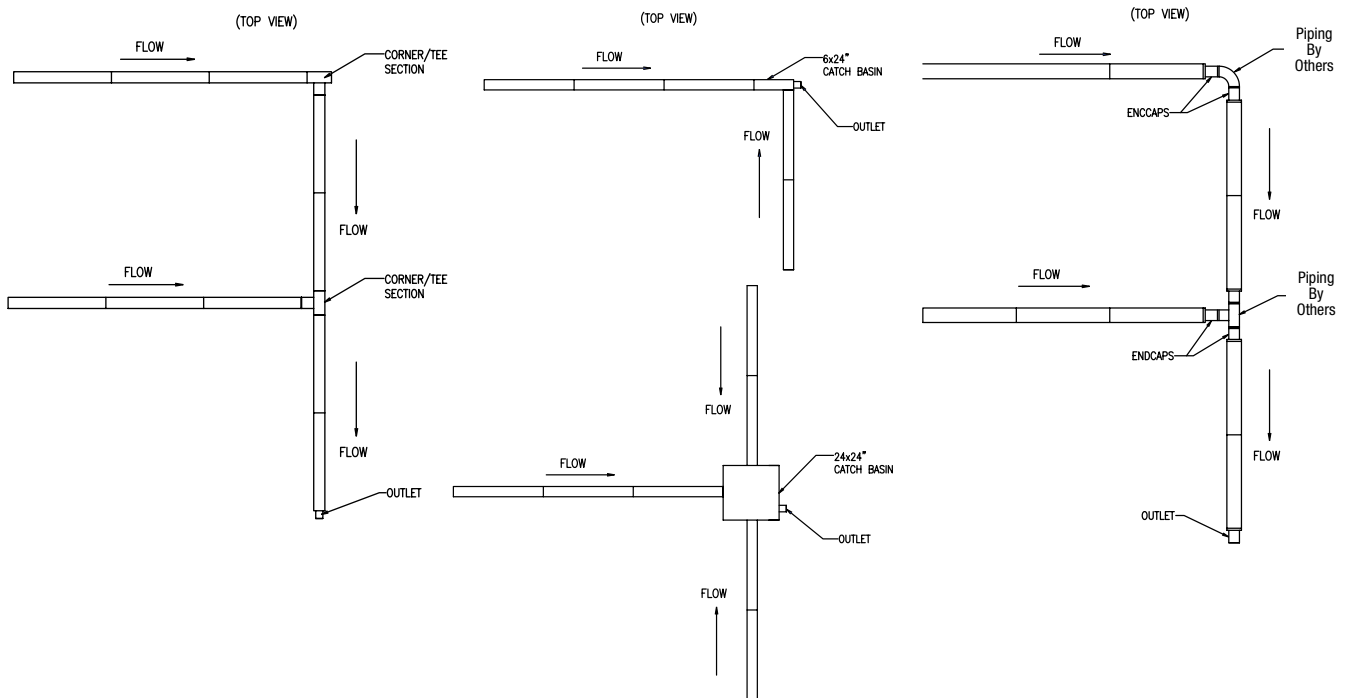 (TOP VIEW)
FLOW
CORNER/TEE
SECTION
FLOW
FLOW
CORNER/TEE
SECTION
FLOW
OUTLET
(TOP VIEW)
FLOW
6x24"
CATCH BASIN
OUTLET
FLOW
FLOW
FLOW
24x24"
CATCH BASIN
OUTLET
FLOW
(TOP VIEW)
FLOW
Piping
By
Others
ENCCAPS
FLOW
FLOW
Piping
By
Others
ENDCAPS
FLOW
OUTLET